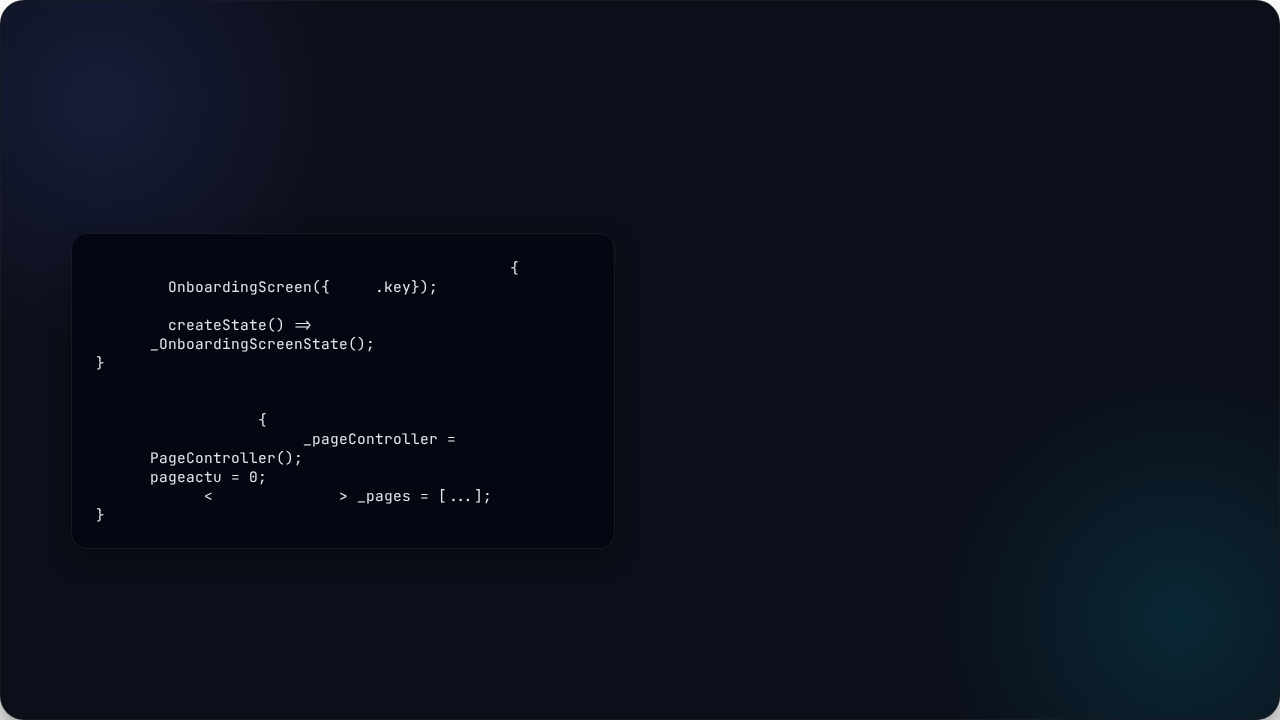 {
OnboardingScreen({ .key});
createState() =>
_OnboardingScreenState();
}
{
_pageController =
PageController();
pageactu = 0;
< > _pages = [...];
}